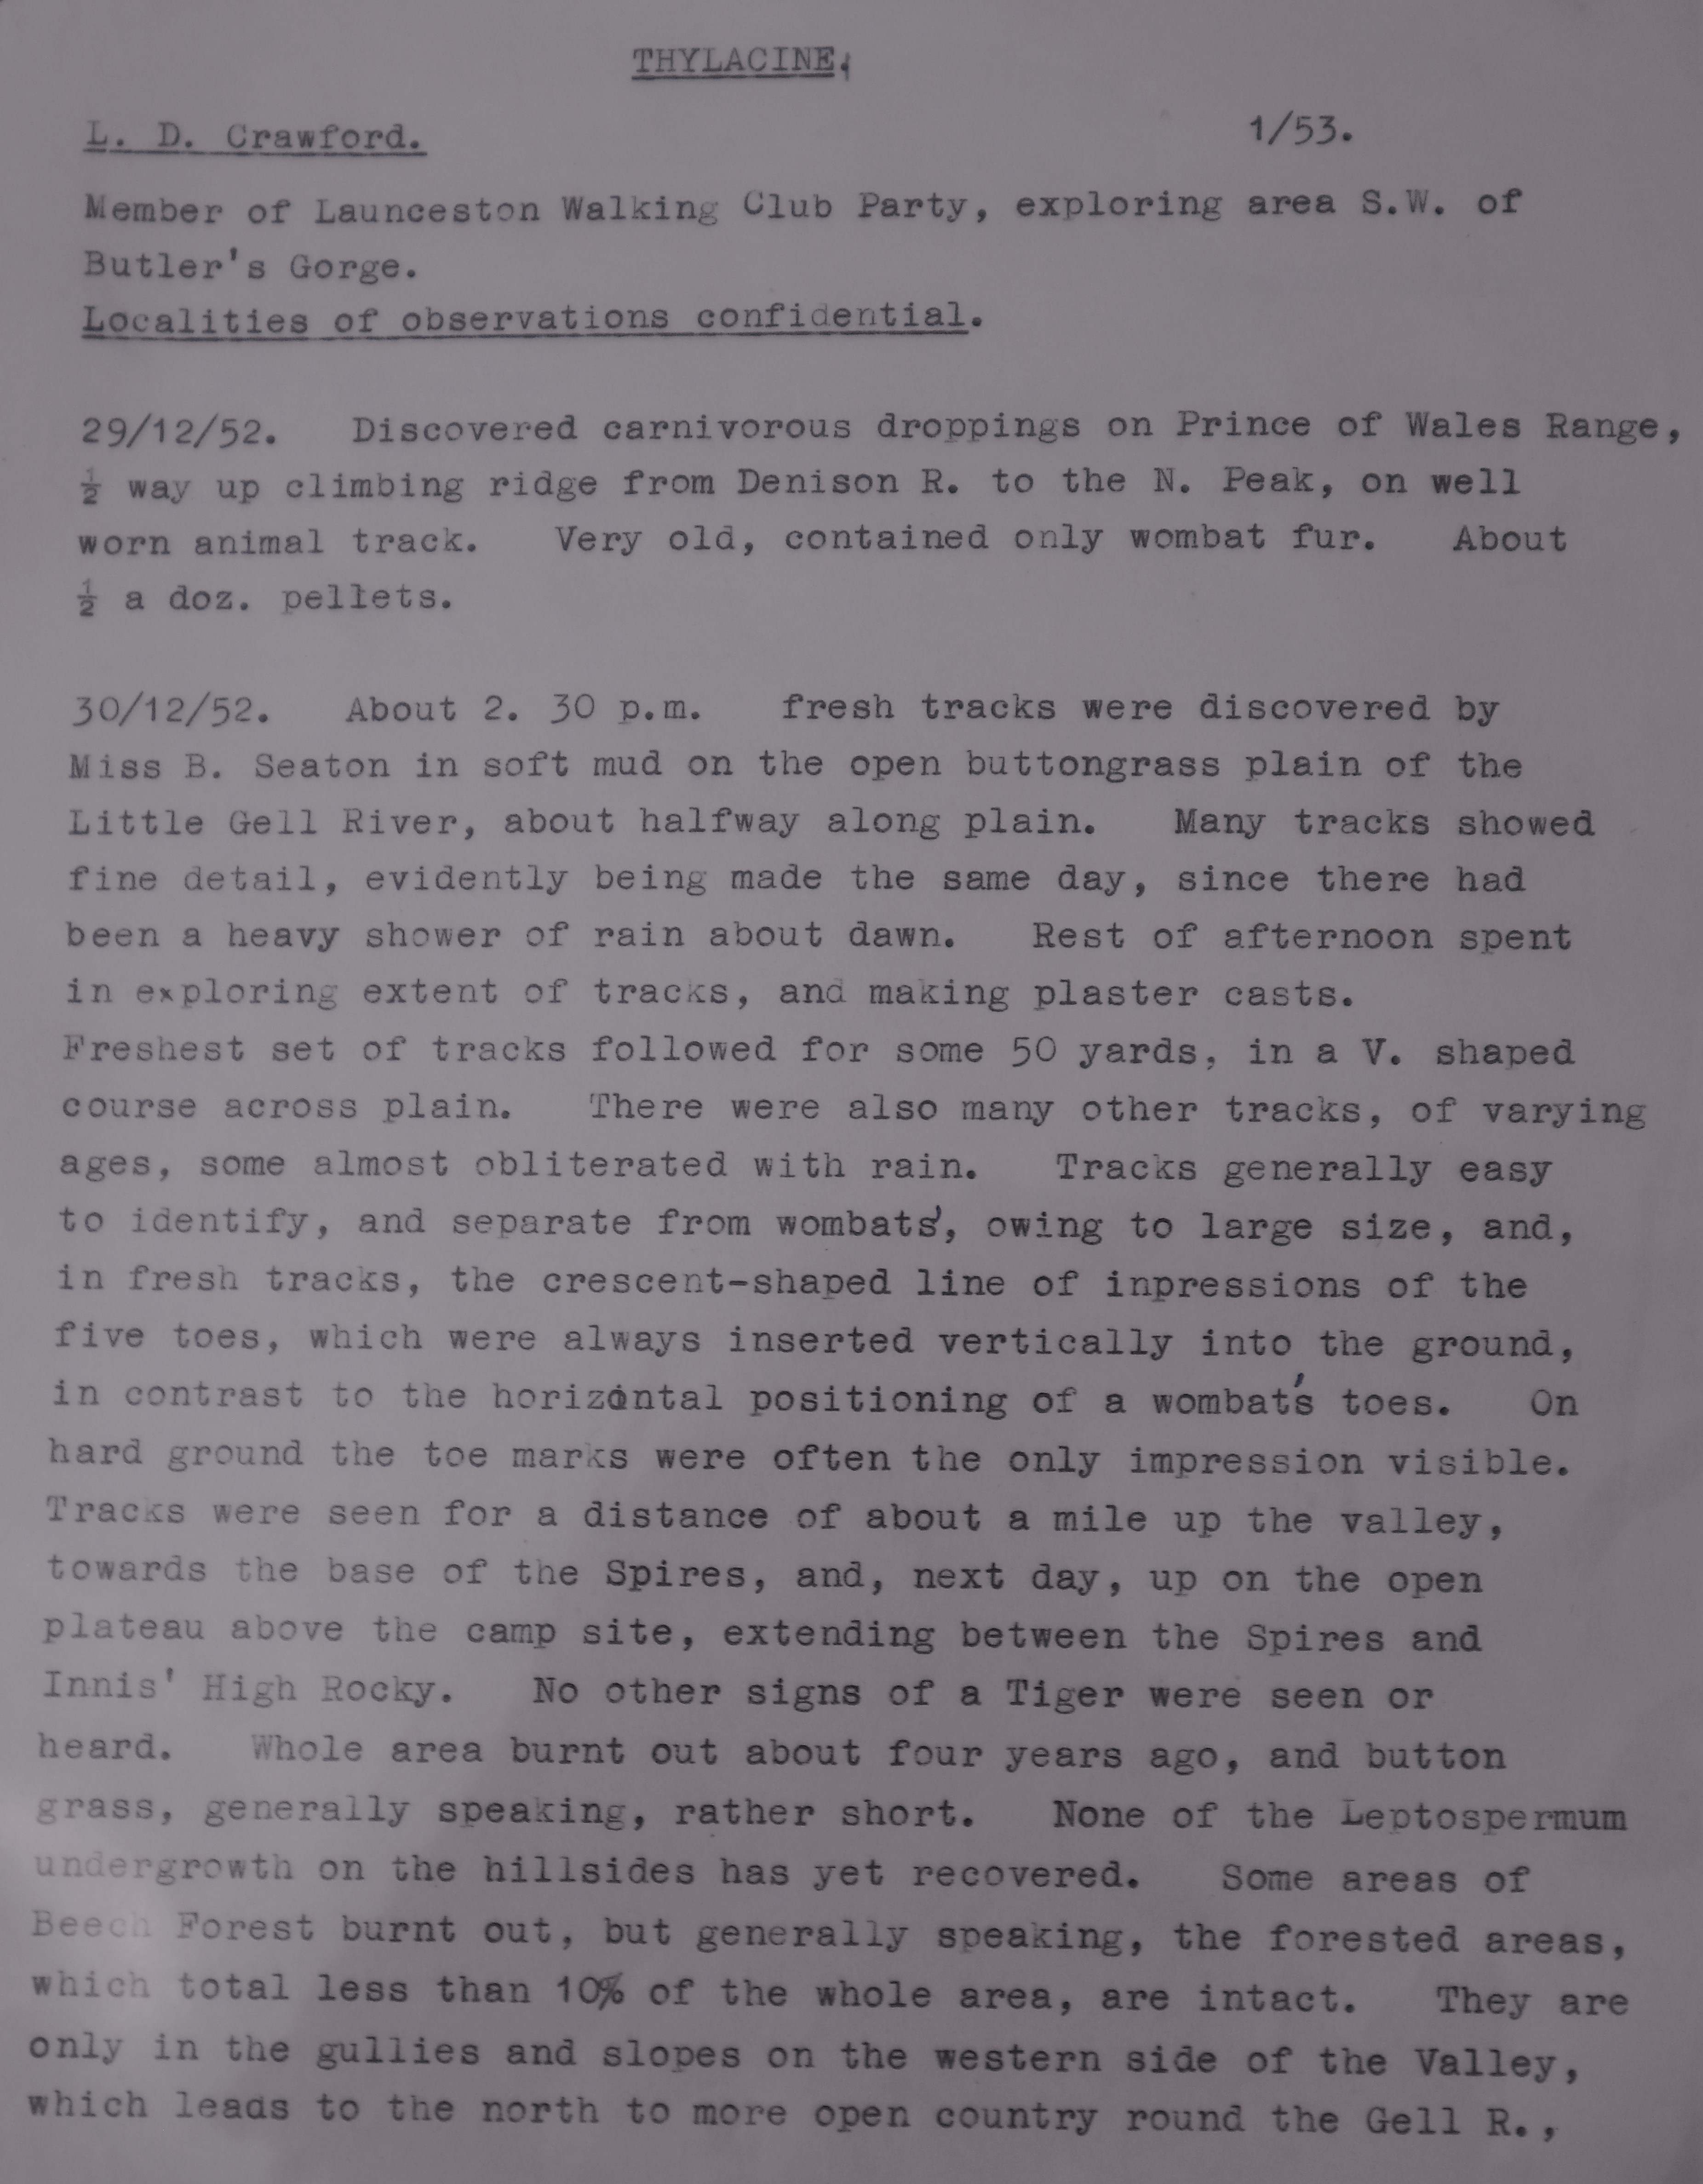 THYLACINE.
L. D. Crawford. 1/53.
Member of Launceston Walking Club Party, exploring area S.W. of
Butler's Gorge.
Localities of observations confidential.
29/12/52. Discovered carnivorous droppings on Prince of Wales Range,
½ way up climbing ridge from Denison R. to the N. Peak, on well
worn animal track. Very old, contained only wombat fur. About
½ a doz. pellets.
30/12/52. About 2. 30 p.m. fresh tracks were discovered by
Miss B. Seaton in soft mud on the open buttongrass plain of the
Little Gell River, about halfway along plain. Many tracks showed
fine detail, evidently being made the same day, since there had
been a heavy shower of rain about dawn. Rest of afternoon spent
in exploring extent of tracks, and making plaster casts.
Freshest set of tracks followed for some 50 yards, in a V. shaped
course across plain. There were also many other tracks, of varying
ages, some almost obliterated with rain. Tracks generally easy
to identify, and separate from wombats', owing to large size, and,
in fresh tracks, the crescent-shaped line of inpressions of the
five toes, which were always inserted vertically into the ground,
in contrast to the horizontal positioning of a wombat's toes. On
hard ground the toe marks were often the only impression visible.
Tracks were seen for a distance of about a mile up the valley,
towards the base of the Spires, and, next day, up on the open
plateau above the camp site, extending between the Spires and
Innis' High Rocky. No other signs of a Tiger were seen or
heard. Whole area burnt out about four years ago, and button
grass, generally speaking, rather short. None of the Leptospermum
undergrowth on the hillsides has yet recovered. Some areas of
Beech Forest burnt out, but generally speaking, the forested areas,
which total less than 10% of the whole area, are intact. They are
only in the gullies and slopes on the western side of the Valley,
which leads to the north to more open country round the Gell R.,